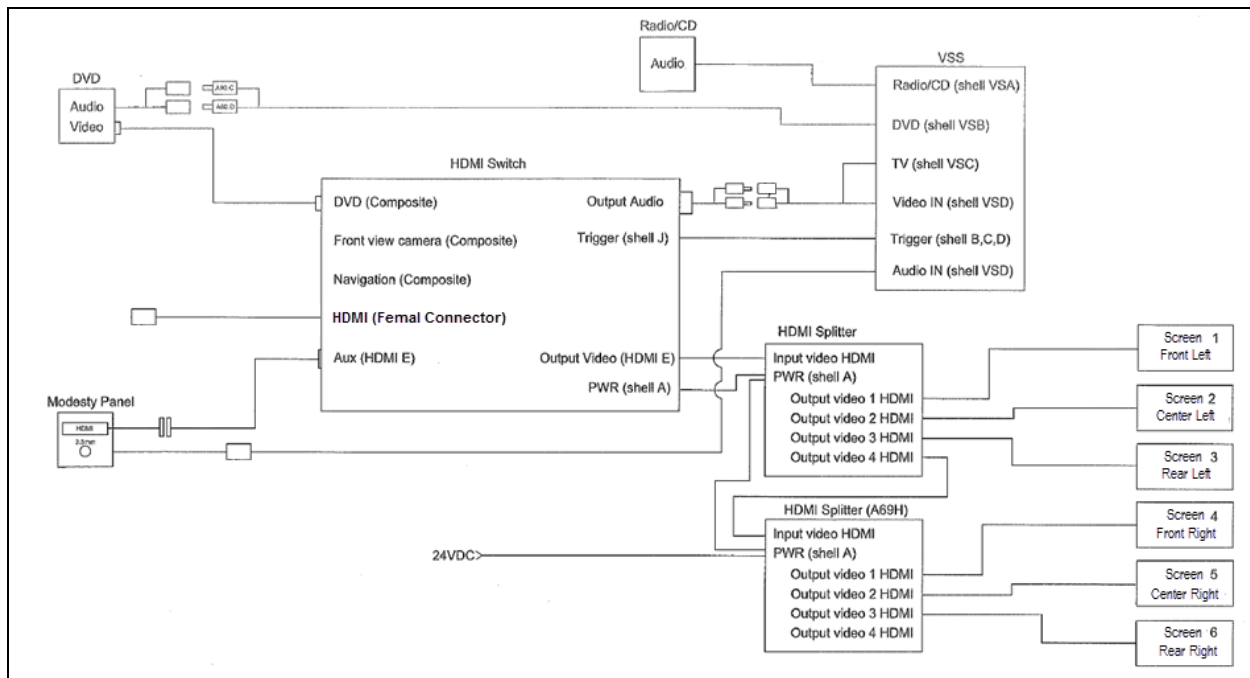 Radio/CD
Audio
VSS
Radio/CD (shell VSA)
DVD (shell VSB)
TV (shell VSC)
Video IN (shell VSD)
Trigger (shell B,C,D)
Audio IN (shell VSD)
DVD
Audio
Video
A60:C
A60:D
HDMI Switch
DVD (Composite)
Front view camera (Composite)
Navigation (Composite)
HDMI (Femal Connector)
Aux (HDMI E)
Output Audio
Trigger (shell J)
Output Video (HDMI E)
PWR (shell A)
Modesty Panel
HDMI
3.5mm
HDMI Splitter
Input video HDMI
PWR (shell A)
Output video 1 HDMI
Output video 2 HDMI
Output video 3 HDMI
Output video 4 HDMI
HDMI Splitter (A69H)
Input video HDMI
PWR (shell A)
Output video 1 HDMI
Output video 2 HDMI
Output video 3 HDMI
Output video 4 HDMI
24VDC>
Screen 1
Front Left
Screen 2
Center Left
Screen 3
Rear Left
Screen 4
Front Right
Screen 5
Center Right
Screen 6
Rear Right